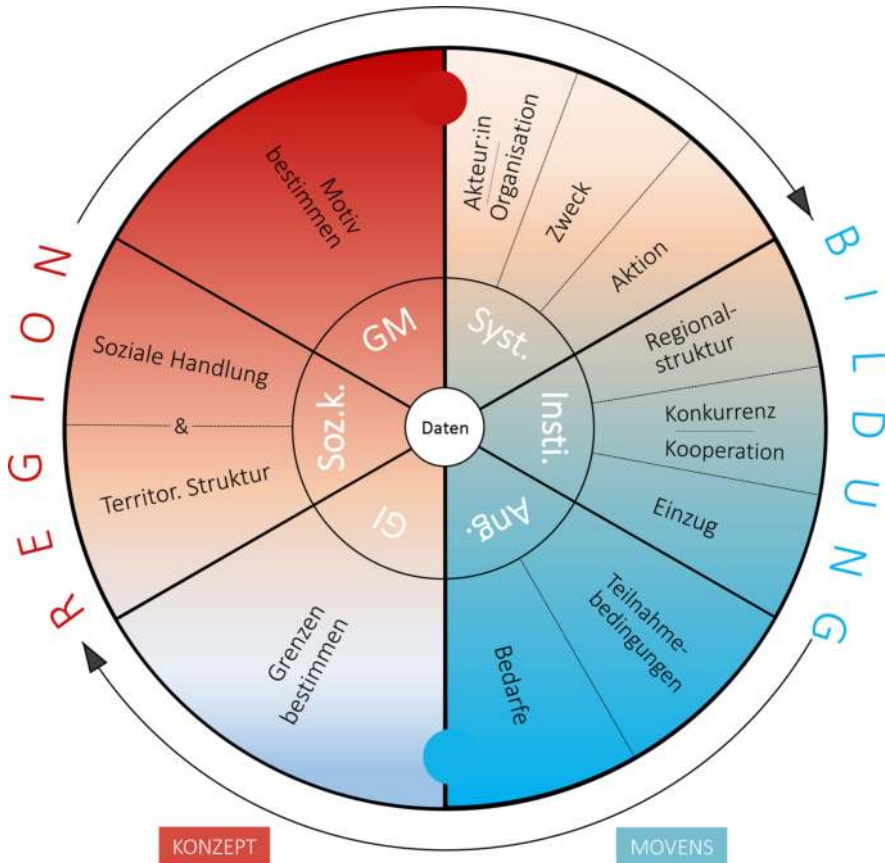 REGION
BILDUNG
Motiv
bestimmen
Soziale Handlung
&
Territor. Struktur
Grenzen
bestimmen
GM
Soz.k.
GI
Daten
Syst.
Insti.
Ang.
Akteur:in
Organisation
Zweck
Aktion
Regional-
struktur
Konkurrenz
Kooperation
Einzug
Teilnahme-
bedingungen
Bedarfe
KONZEPT
MOVENS